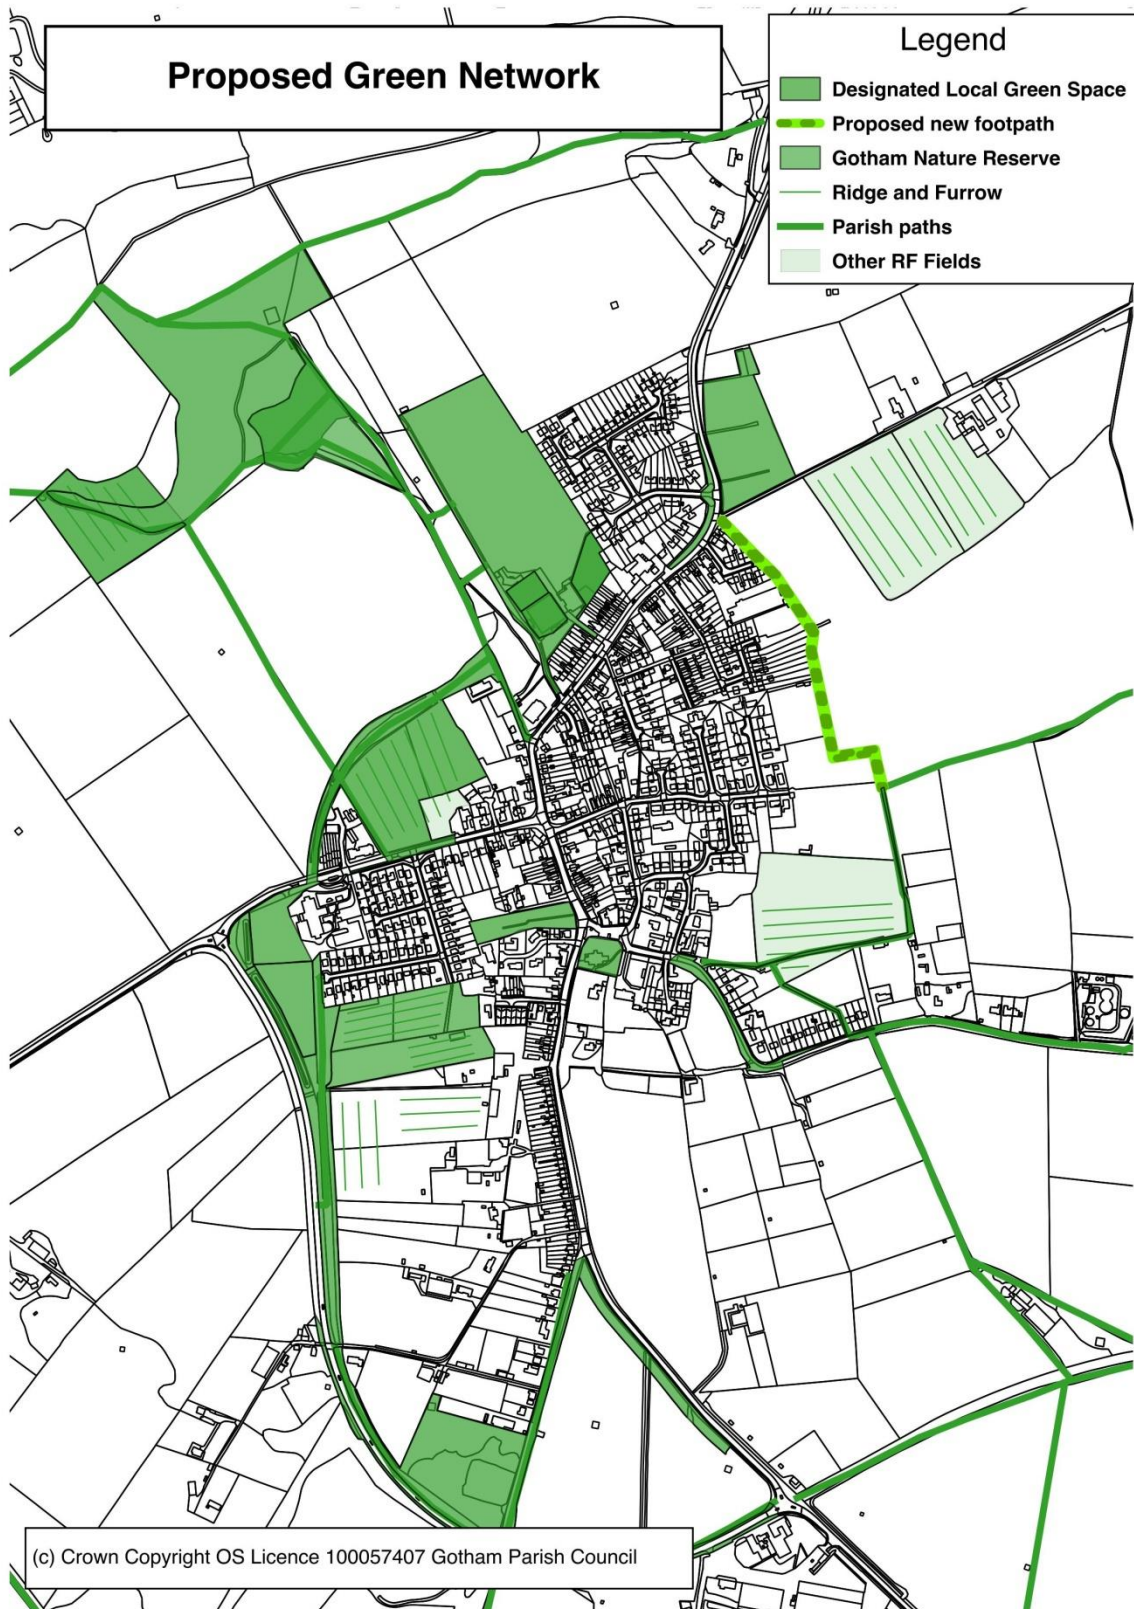 Proposed Green Network
Legend
Designated Local Green Space
Proposed new footpath
Gotham Nature Reserve
Ridge and Furrow
Parish paths
Other RF Fields
(c) Crown Copyright OS Licence 100057407 Gotham Parish Council